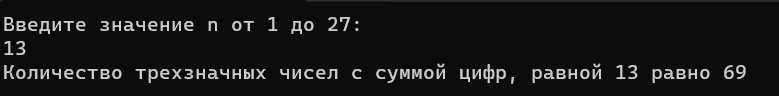 Введите значение n от 1 до 27:
13
Количество трехзначных чисел с суммой цифр, равной 13 равно 69